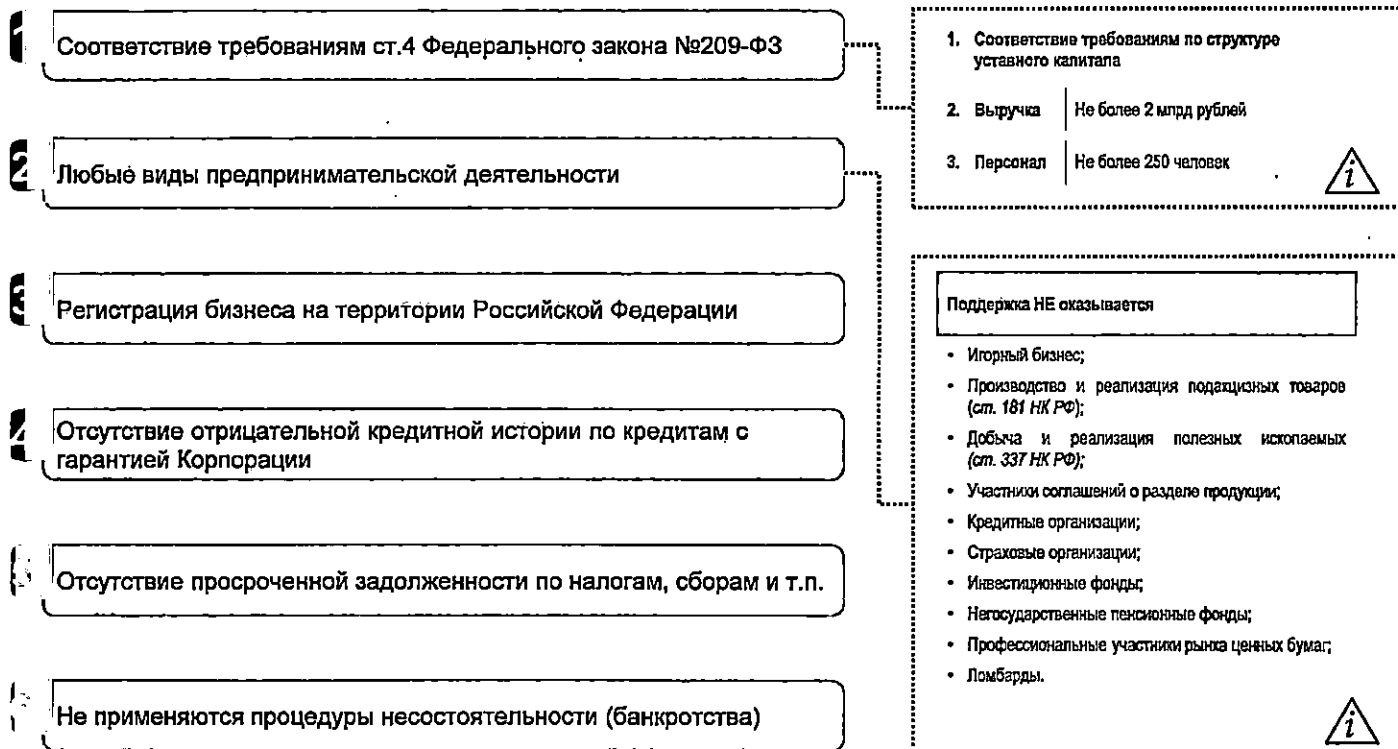 1
Соответствие требованиям ст.4 Федерального закона №209-ФЗ
2
Любые виды предпринимательской деятельности
3
Регистрация бизнеса на территории Российской Федерации
4
Отсутствие отрицательной кредитной истории по кредитам с
гарантией Корпорации
Отсутствие просроченной задолженности по налогам, сборам и т.п.
Не применяются процедуры несостоятельности (банкротства)
1. Соответствие требованиям по структуре
уставного капитала
2. Выручка Не более 2 млрд рублей
3. Персонал Не более 250 человек
i
Поддержка НЕ оказывается
• Игорный бизнес;
• Производство и реализация подакцизных товаров
(ст. 181 НК РФ);
• Добыча и реализация полезных ископаемых
(ст. 337 НК РФ);
• Участники соглашений о разделе продукции;
• Кредитные организации;
• Страховые организации;
• Инвестиционные фонды;
• Негосударственные пенсионные фонды;
• Профессиональные участники рынка ценных бумаг;
• Ломбарды.
i